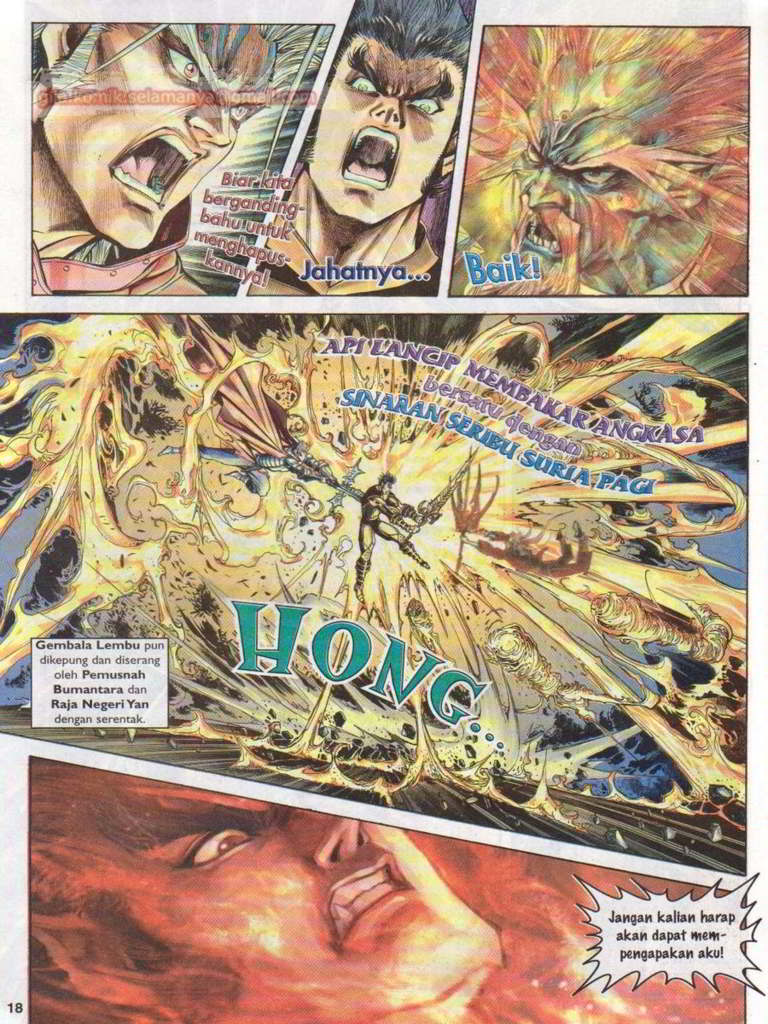 Biar kita
berganding-
bahu untuk
menghapus-
kannya!
Jahatnya...
Baik!
API LANCIP MEMBAKAR ANGKASA
bersatu dengan
SINARAN SERIBU SURIA PAGI
HONG...
Gembala Lembu pun
dikepung dan diserang
oleh Pemusnah
Bumantara dan
Raja Negeri Yan
dengan serentak.
Jangan kalian harap
akan dapat mem-
pengapakan aku!
18